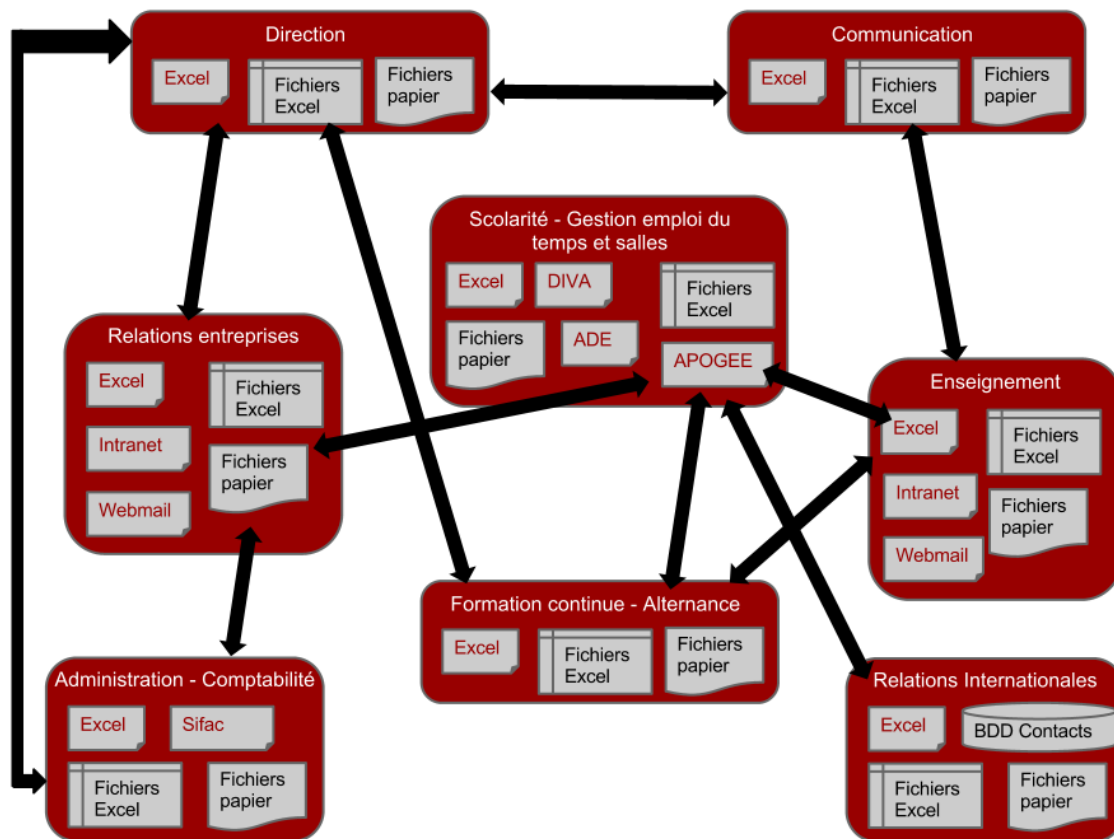 Direction
Excel
Fichiers
Excel
Fichiers
papier
Communication
Excel
Fichiers
Excel
Fichiers
papier
Scolarité - Gestion emploi du
temps et salles
Excel
DIVA
Fichiers
Excel
Fichiers
papier
ADE
APOGEE
Relations entreprises
Excel
Fichiers
Excel
Intranet
Fichiers
papier
Webmail
Enseignement
Excel
Fichiers
Excel
Intranet
Fichiers
papier
Webmail
Formation continue - Alternance
Excel
Fichiers
Excel
Fichiers
papier
Administration - Comptabilité
Excel
Sifac
Fichiers
Excel
Fichiers
papier
Relations Internationales
Excel
BDD Contacts
Fichiers
Excel
Fichiers
papier